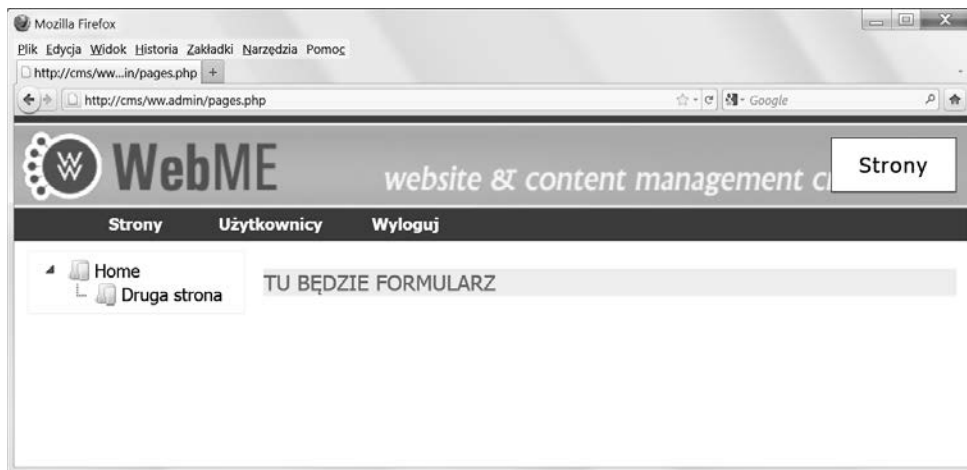 Mozilla Firefox
Plik Edycja Widok Historia Zakładki Narzędzia Pomoc
http://cms/ww...in/pages.php +
http://cms/ww.admin/pages.php Google
WW WebME website & content management c Strony
Strony Użytkownicy Wyloguj
Home
TU BĘDZIE FORMULARZ
Druga strona